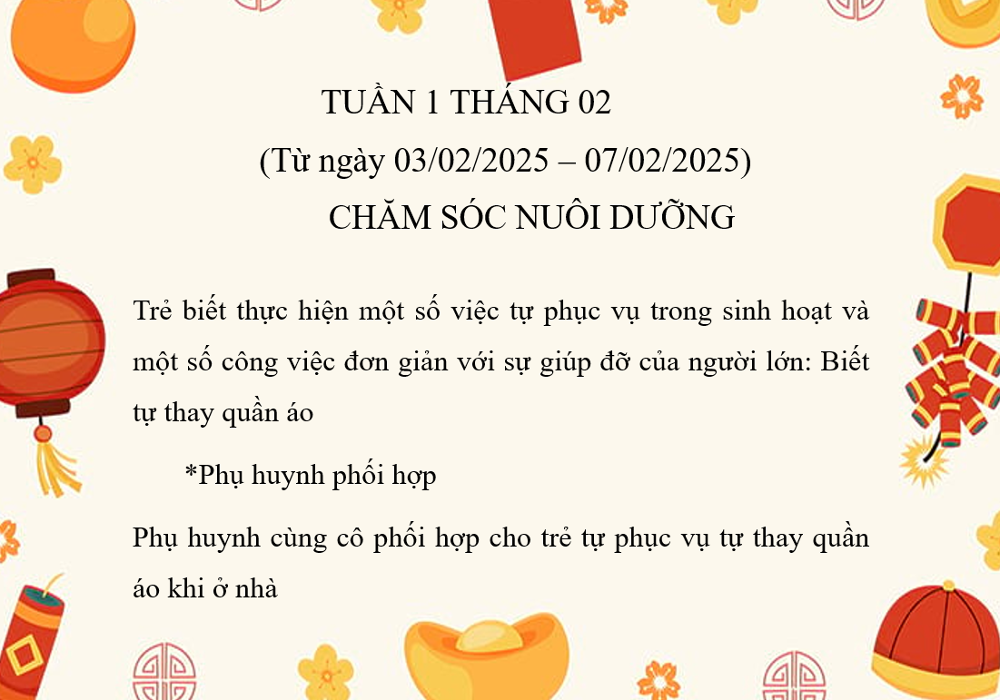 TUẦN 1 THÁNG 02
(Từ ngày 03/02/2025 – 07/02/2025)
CHĂM SÓC NUÔI DƯỠNG
Trẻ biết thực hiện một số việc tự phục vụ trong sinh hoạt và
một số công việc đơn giản với sự giúp đỡ của người lớn: Biết
tự thay quần áo
*Phụ huynh phối hợp
Phụ huynh cùng cô phối hợp cho trẻ tự phục vụ tự thay quần
áo khi ở nhà